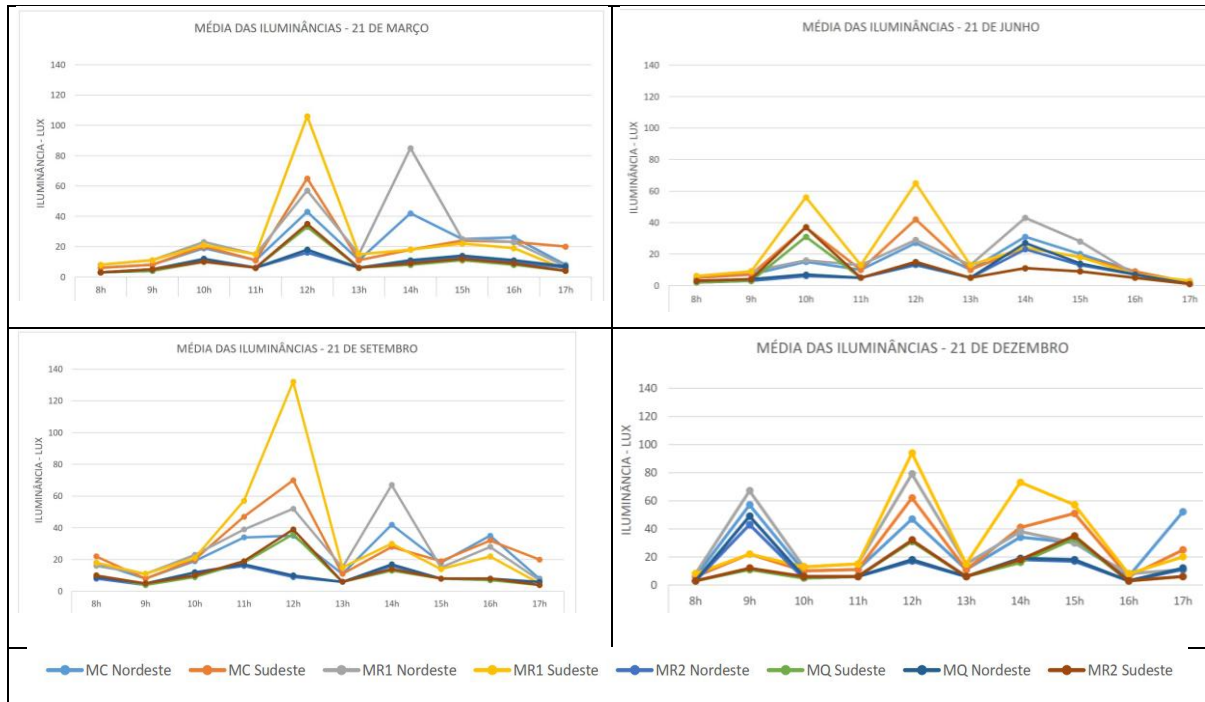 MÉDIA DAS ILUMINÂNCIAS - 21 DE MARÇO
ILUMINÂNCIA - LUX
140
120
100
80
60
40
20
0
8h 9h 10h 11h 12h 13h 14h 15h 16h 17h
MÉDIA DAS ILUMINÂNCIAS - 21 DE JUNHO
ILUMINÂNCIA - LUX
140
120
100
80
60
40
20
0
8h 9h 10h 11h 12h 13h 14h 15h 16h 17h
MÉDIA DAS ILUMINÂNCIAS - 21 DE SETEMBRO
ILUMINÂNCIA - LUX
140
120
100
80
60
40
20
0
8h 9h 10h 11h 12h 13h 14h 15h 16h 17h
MÉDIA DAS ILUMINÂNCIAS - 21 DE DEZEMBRO
ILUMINÂNCIA - LUX
140
120
100
80
60
40
20
0
8h 9h 10h 11h 12h 13h 14h 15h 16h 17h
MC Nordeste MC Sudeste MR1 Nordeste MR1 Sudeste MR2 Nordeste MQ Sudeste MQ Nordeste MR2 Sudeste